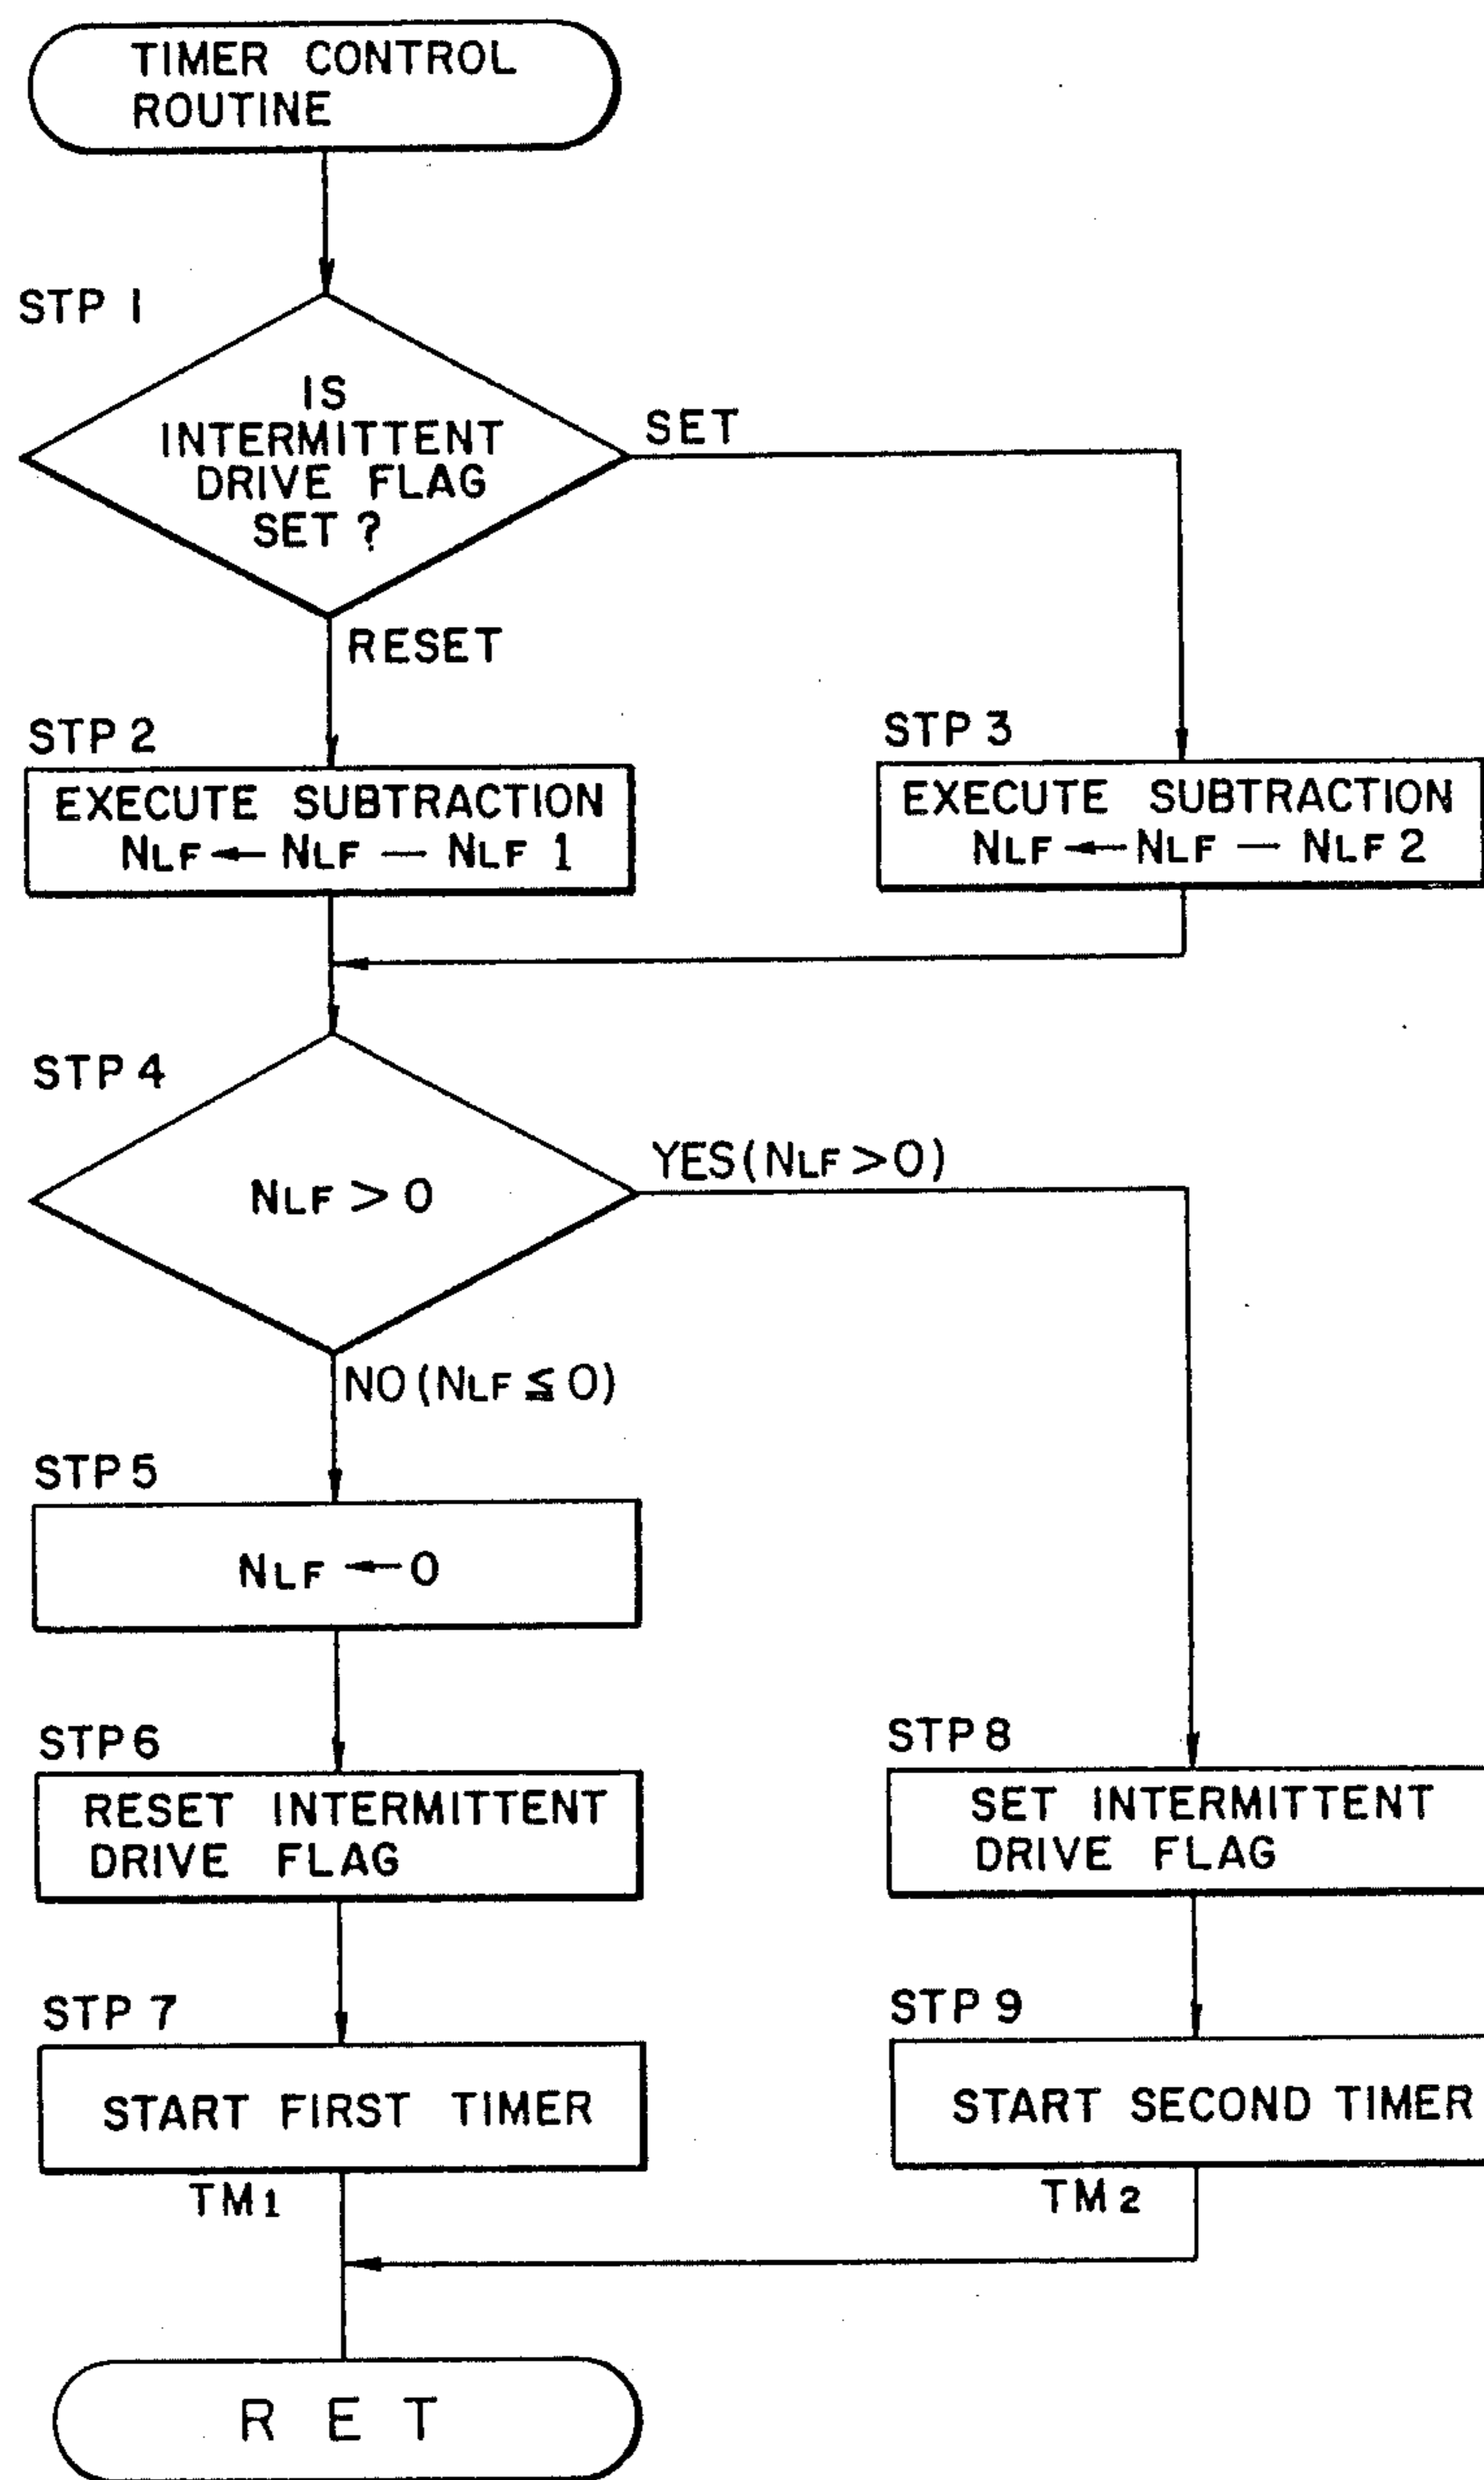 TIMER CONTROL
ROUTINE
STP 1
IS
INTERMITTENT
DRIVE FLAG
SET ?
SET
RESET
STP 2
EXECUTE SUBTRACTION
NLF ← NLF — NLF 1
STP 3
EXECUTE SUBTRACTION
NLF ← NLF — NLF 2
STP 4
NLF > 0
YES (NLF > 0)
NO (NLF ≦ 0)
STP 5
NLF ← 0
STP 6
RESET INTERMITTENT
DRIVE FLAG
STP 8
SET INTERMITTENT
DRIVE FLAG
STP 7
START FIRST TIMER
TM1
STP 9
START SECOND TIMER
TM2
RET